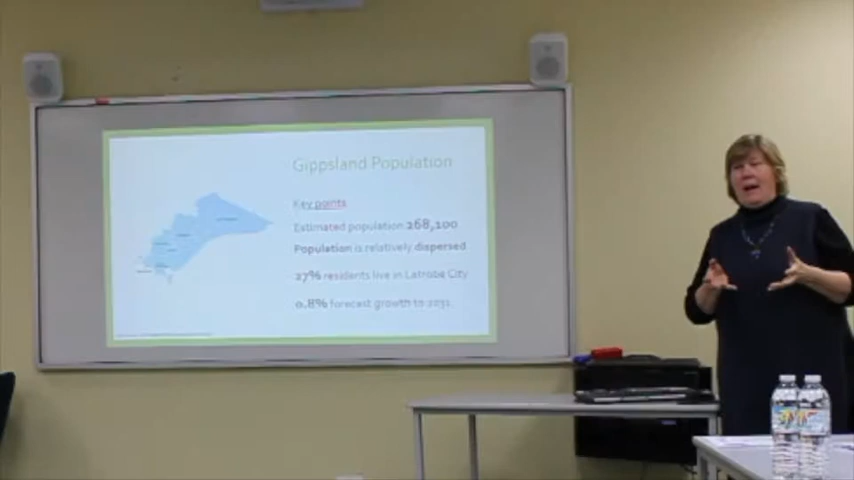 Gippsland Population
Key points
Estimated population 268,100
Population is relatively dispersed
27% residents live in Latrobe City
0.8% forecast growth to 2031